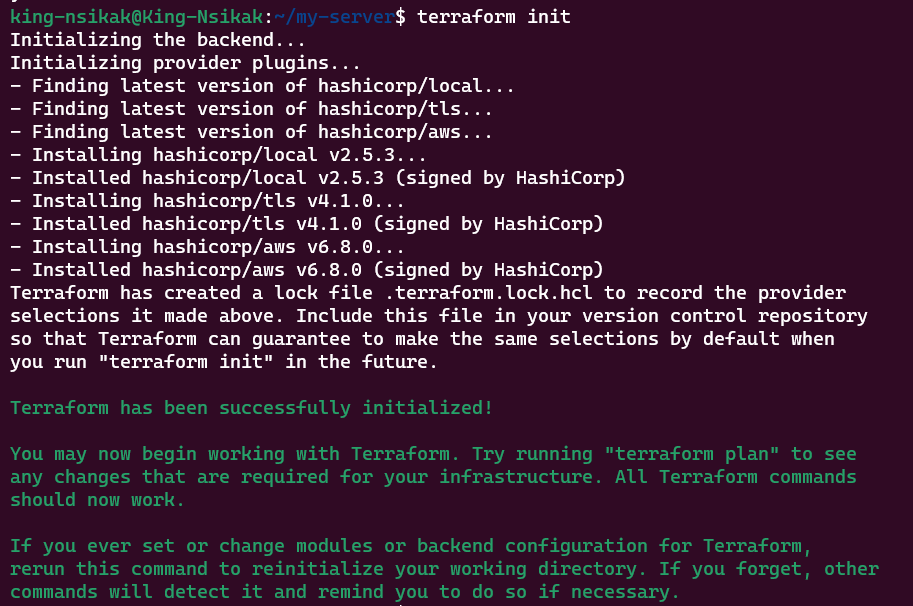 king-nsikak@King-Nsikak:~/my-server$ terraform init
Initializing the backend...
Initializing provider plugins...
- Finding latest version of hashicorp/local...
- Finding latest version of hashicorp/tls...
- Finding latest version of hashicorp/aws...
- Installing hashicorp/local v2.5.3...
- Installed hashicorp/local v2.5.3 (signed by HashiCorp)
- Installing hashicorp/tls v4.1.0...
- Installed hashicorp/tls v4.1.0 (signed by HashiCorp)
- Installing hashicorp/aws v6.8.0...
- Installed hashicorp/aws v6.8.0 (signed by HashiCorp)
Terraform has created a lock file .terraform.lock.hcl to record the provider
selections it made above. Include this file in your version control repository
so that Terraform can guarantee to make the same selections by default when
you run "terraform init" in the future.

Terraform has been successfully initialized!

You may now begin working with Terraform. Try running "terraform plan" to see
any changes that are required for your infrastructure. All Terraform commands
should now work.

If you ever set or change modules or backend configuration for Terraform,
rerun this command to reinitialize your working directory. If you forget, other
commands will detect it and remind you to do so if necessary.